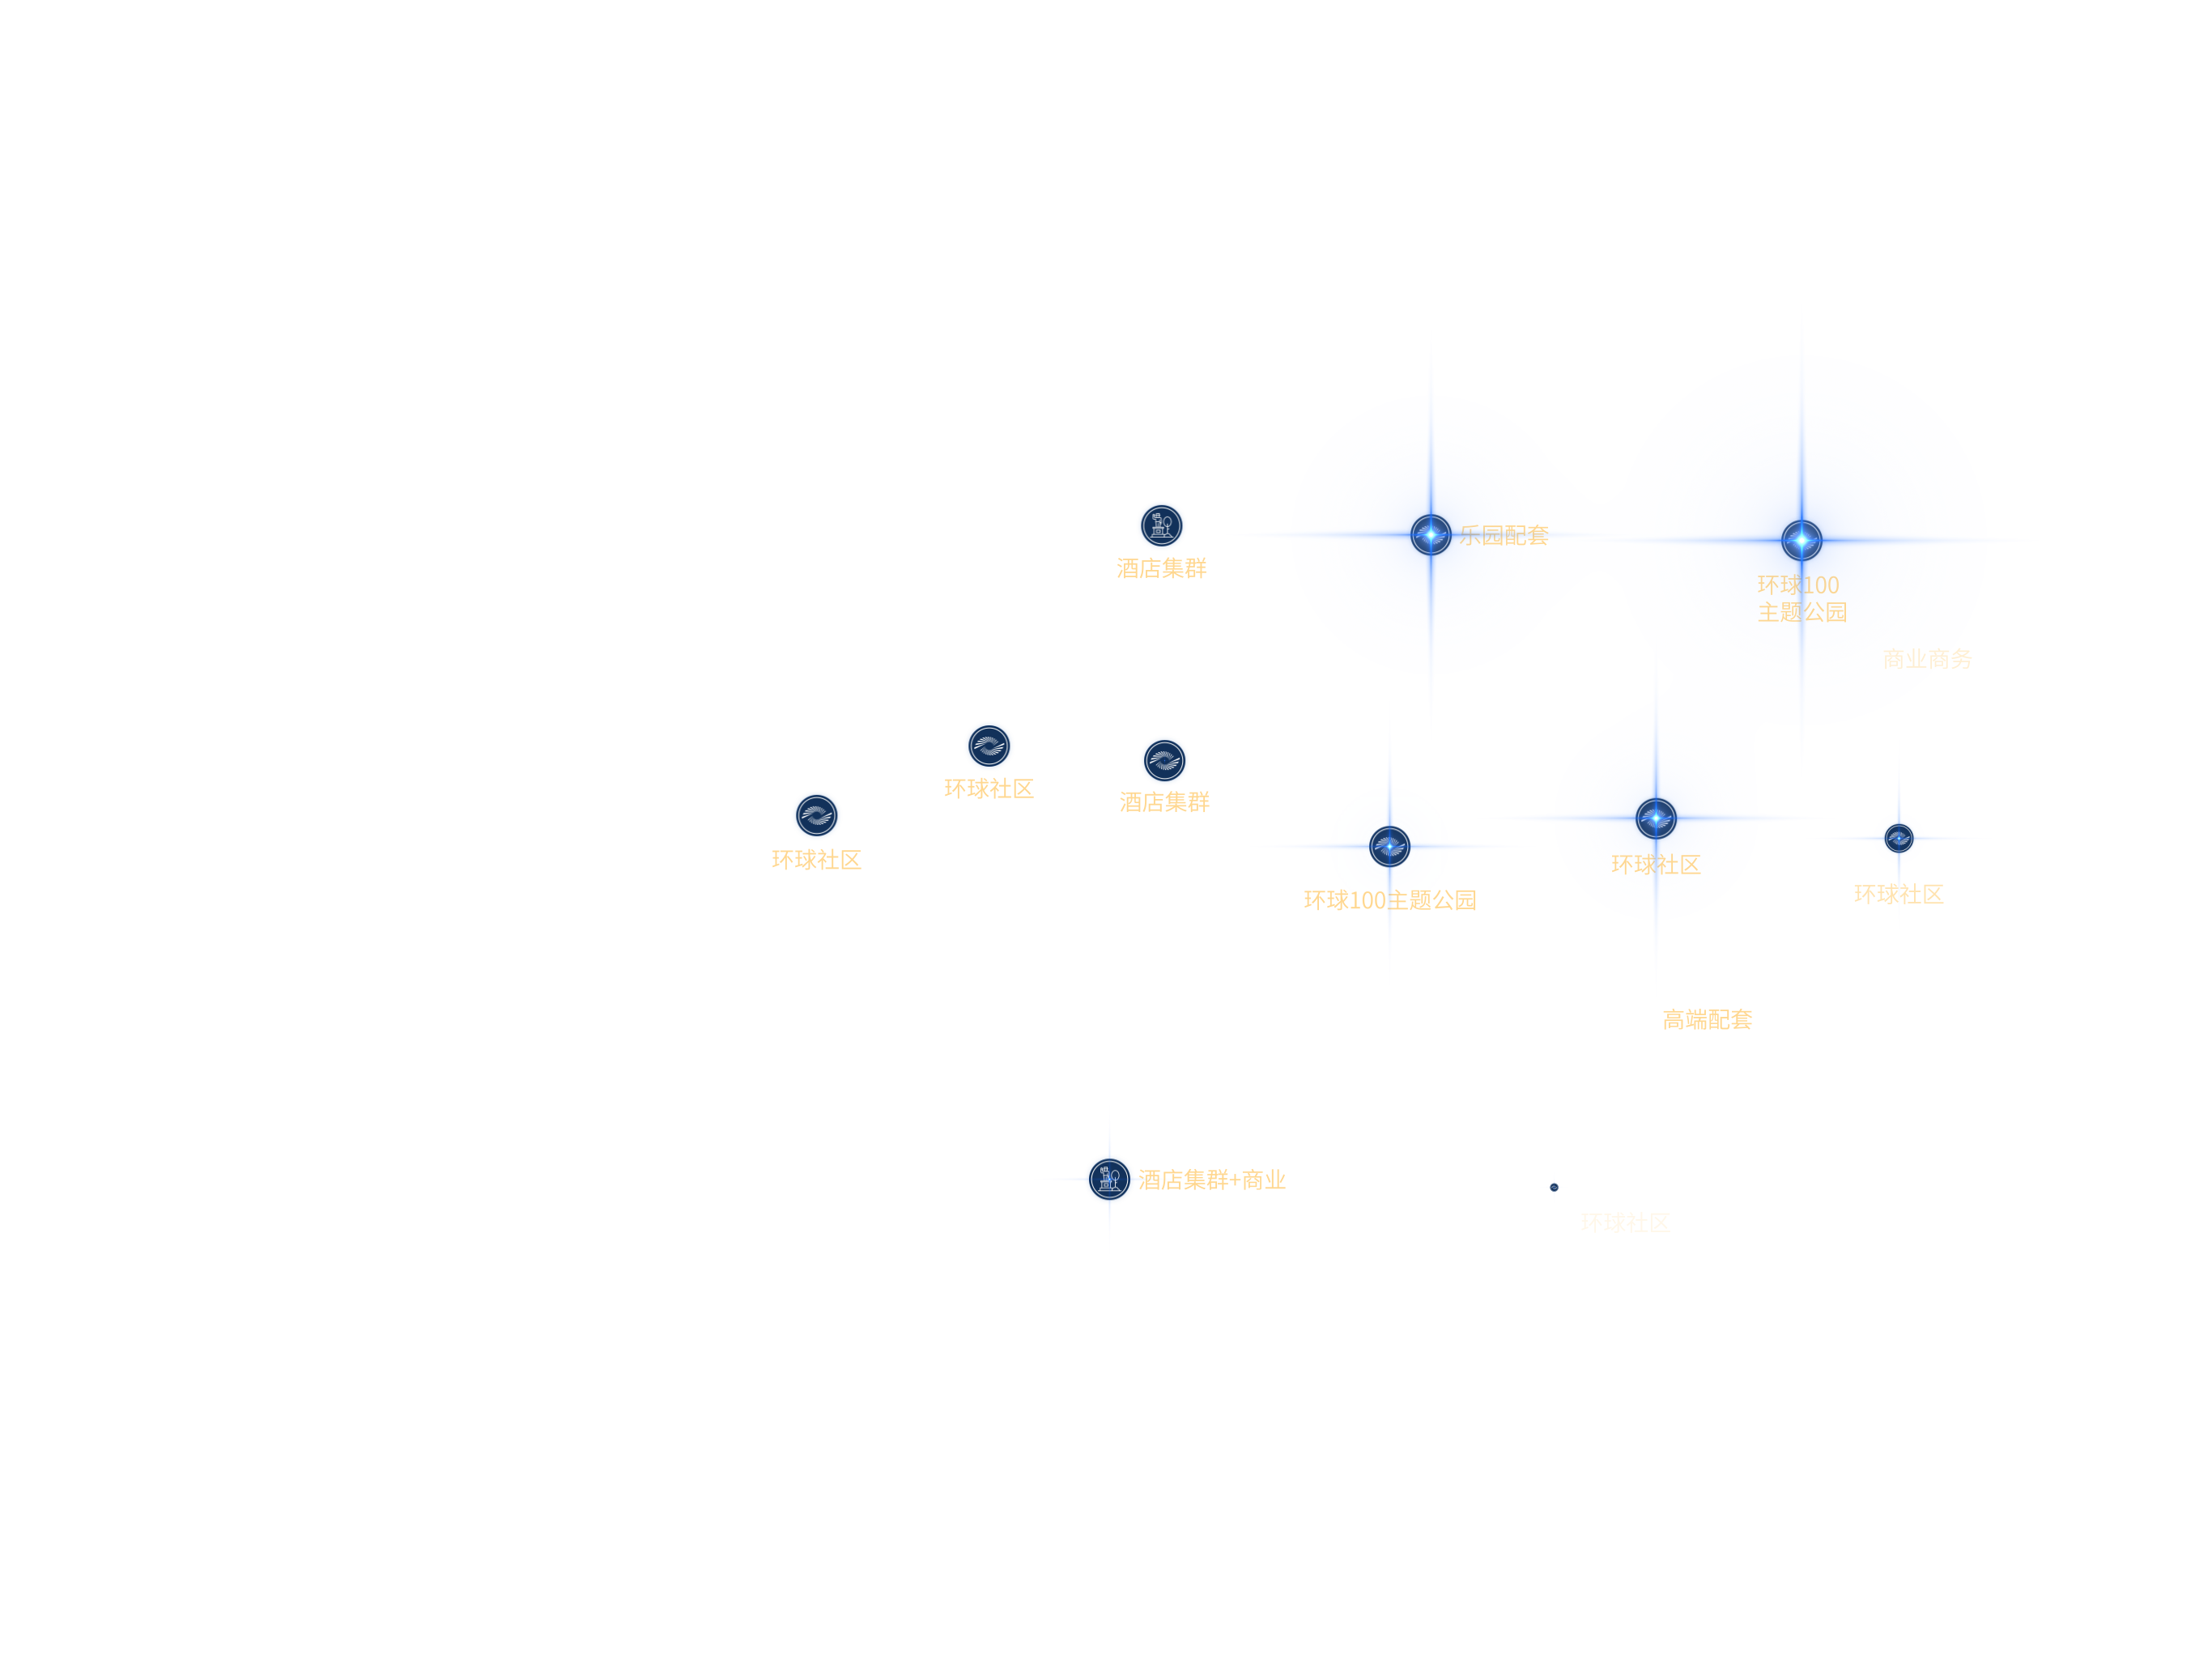 乐园配套
酒店集群
环球100
主题公园
商业商务
环球社区
酒店集群
环球社区
环球社区
环球社区
环球100主题公园
高端配套
酒店集群+商业
环球社区